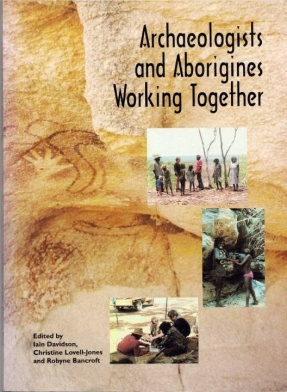 Archaeologists
and Aborigines
Working Together
Edited by
Iain Davidson,
Christine Lovell-Jones
and Robyne Bancroft